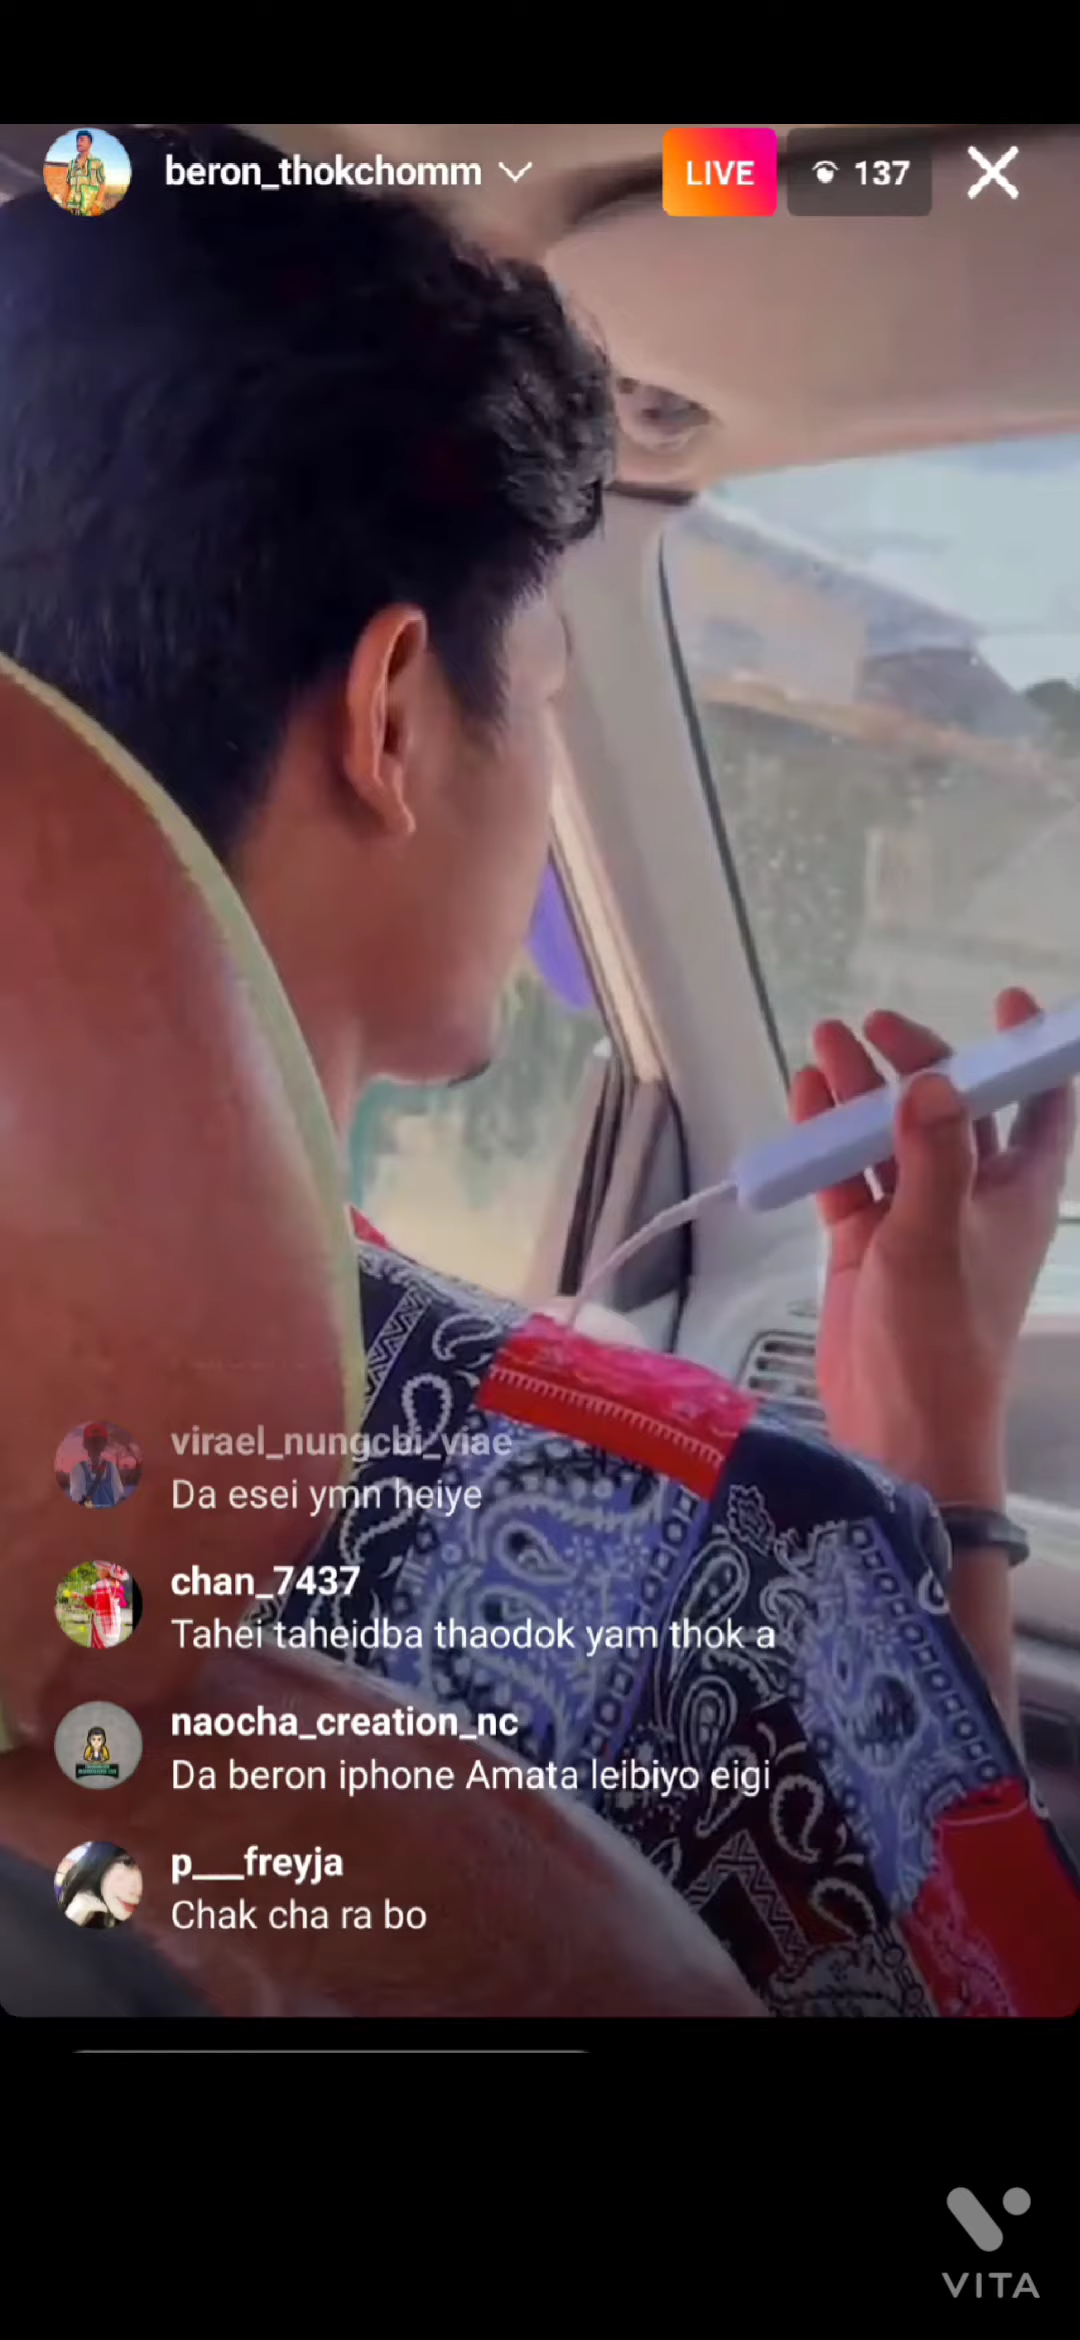 beron_thokchomm
LIVE
137
virael_nungcbi_viae
Da esei ymn heiye
chan_7437
Tahei taheidba thaodok yam thok a
naocha_creation_nc
Da beron iphone Amata leibiyo eigi
p___freyja
Chak cha ra bo
VITA